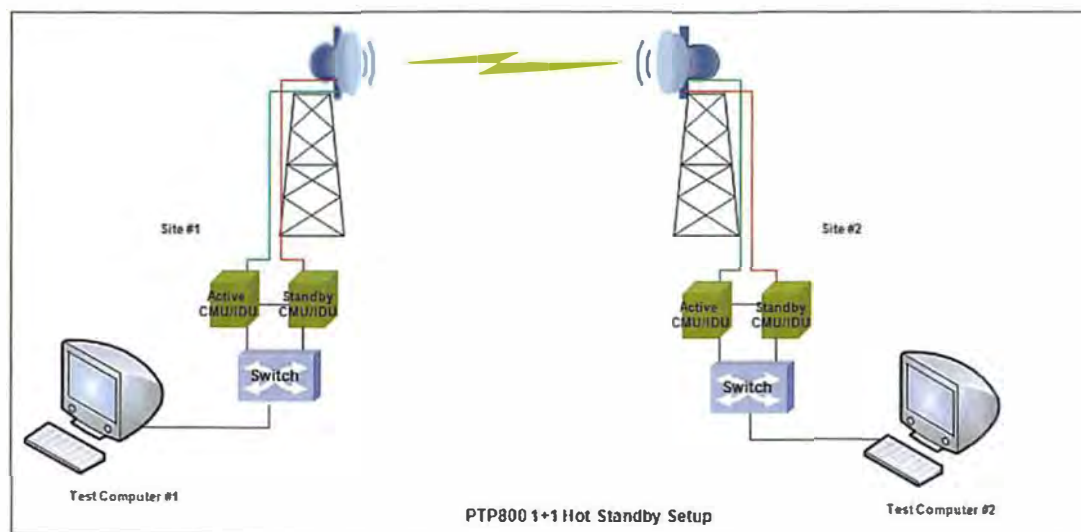 Site #1
Site #2
Active
CMU/IDU
Standby
CMU/IDU
Active
CMU/IDU
Standby
CMU/IDU
Switch
Switch
Test Computer #1
PTP800 1+1 Hot Standby Setup
Test Computer #2